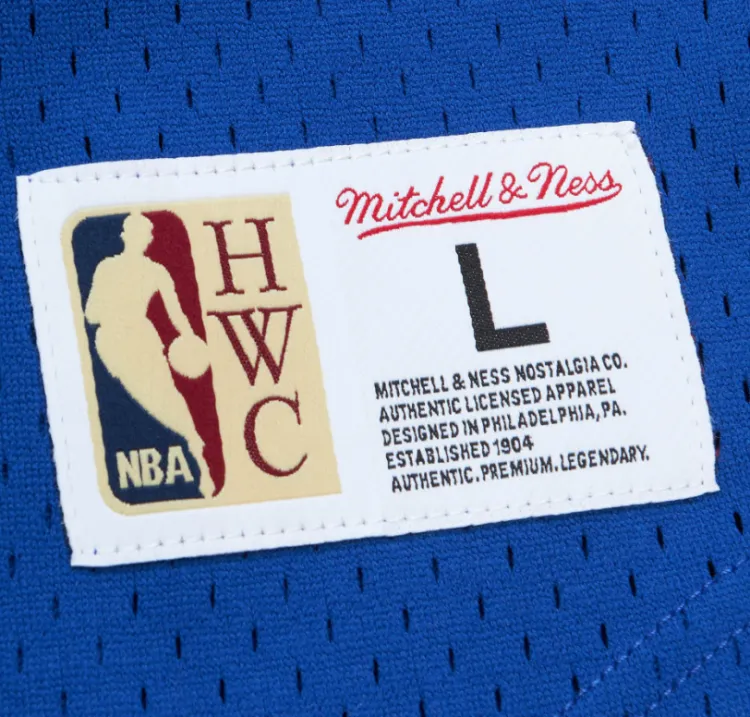 NBA
H
W
C
Mitchell & Ness
L
MITCHELL & NESS NOSTALGIA CO.
AUTHENTIC LICENSED APPAREL
DESIGNED IN PHILADELPHIA, PA.
ESTABLISHED 1904
AUTHENTIC. PREMIUM. LEGENDARY.